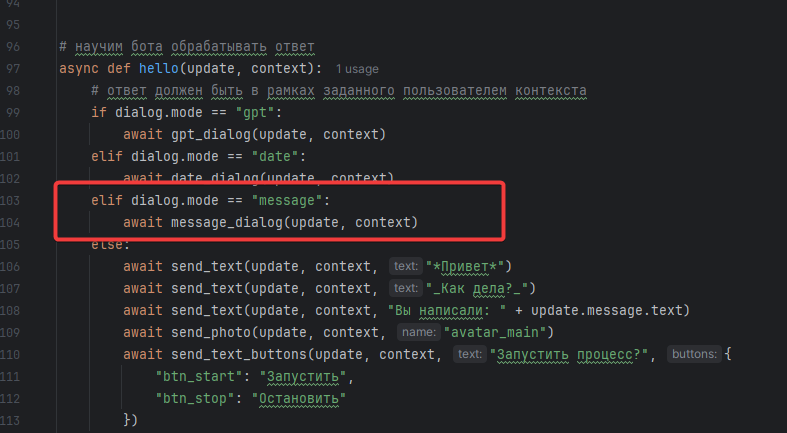 94
95
96 # научим бота обрабатывать ответ
97 async def hello(update, context): 1 usage
98 # ответ должен быть в рамках заданного пользователем контекста
99 if dialog.mode == "gpt":
100 await gpt_dialog(update, context)
101 elif dialog.mode == "date":
102 await date_dialog(update, context)
103 elif dialog.mode == "message":
104 await message_dialog(update, context)
105 else:
106 await send_text(update, context, text: "*Привет*")
107 await send_text(update, context, text: "_Как дела?_")
108 await send_text(update, context, "Вы написали: " + update.message.text)
109 await send_photo(update, context, name: "avatar_main")
110 await send_text_buttons(update, context, text: "Запустить процесс?", buttons: {
111 "btn_start": "Запустить",
112 "btn_stop": "Остановить"
113 })